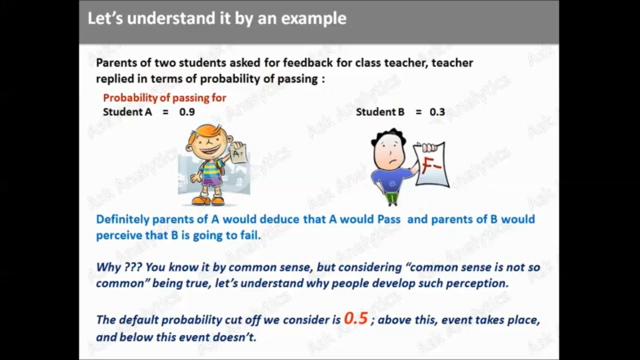 Let's understand it by an example
Parents of two students asked for feedback for class teacher, teacher
replied in terms of probability of passing :
Probability of passing for
Student A = 0.9
Student B = 0.3
A+
F-
Definitely parents of A would deduce that A would Pass and parents of B would
perceive that B is going to fail.
Why ??? You know it by common sense, but considering "common sense is not so
common" being true, let's understand why people develop such perception.
The default probability cut off we consider is 0.5 ; above this, event takes place,
and below this event doesn't.